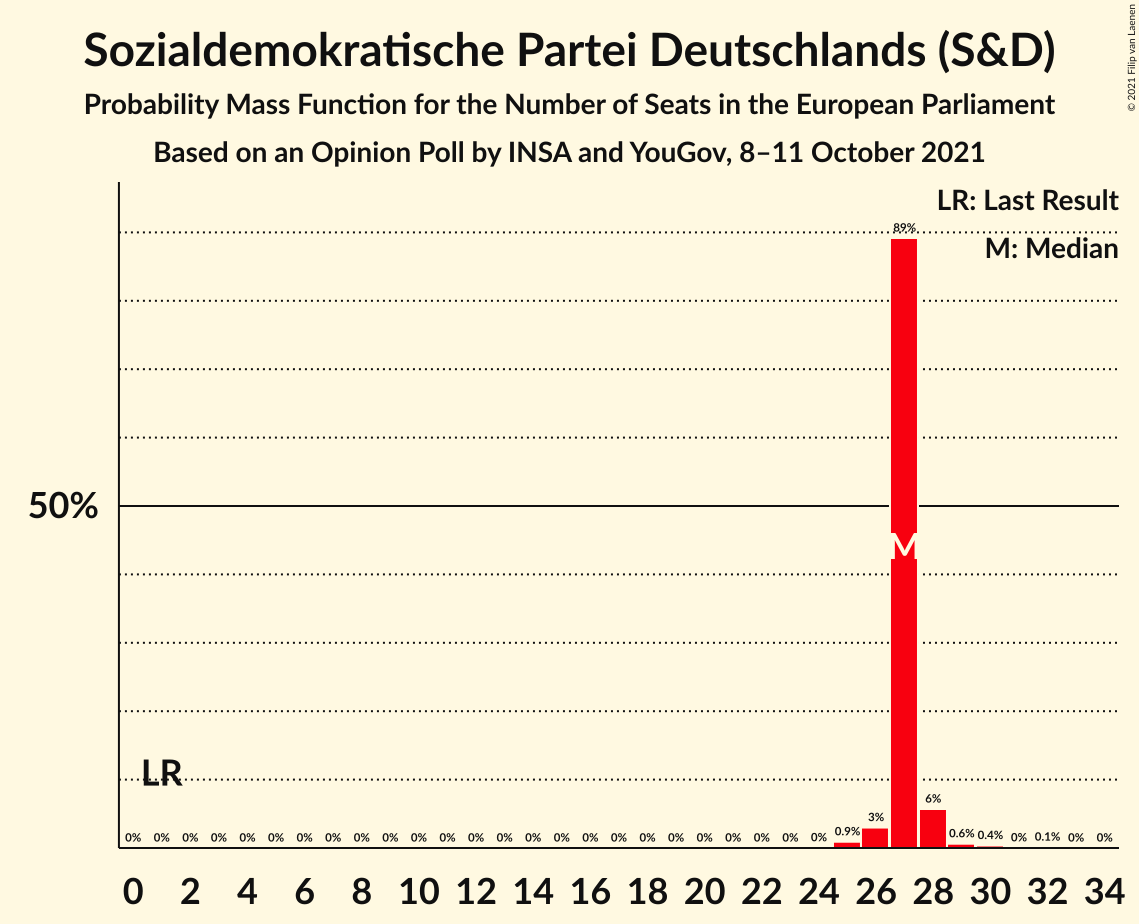 Sozialdemokratische Partei Deutschlands (S&D)
Probability Mass Function for the Number of Seats in the European Parliament
Based on an Opinion Poll by INSA and YouGov, 8–11 October 2021
© 2021 Filip van Laenen
LR: Last Result
M: Median
89%
50%
M
LR
0% 0% 0% 0% 0% 0% 0% 0% 0% 0% 0% 0% 0% 0% 0% 0% 0% 0% 0% 0% 0% 0% 0% 0% 0% 0.9% 3% 6% 0.6% 0.4% 0% 0.1% 0% 0%
0 2 4 6 8 10 12 14 16 18 20 22 24 26 28 30 32 34